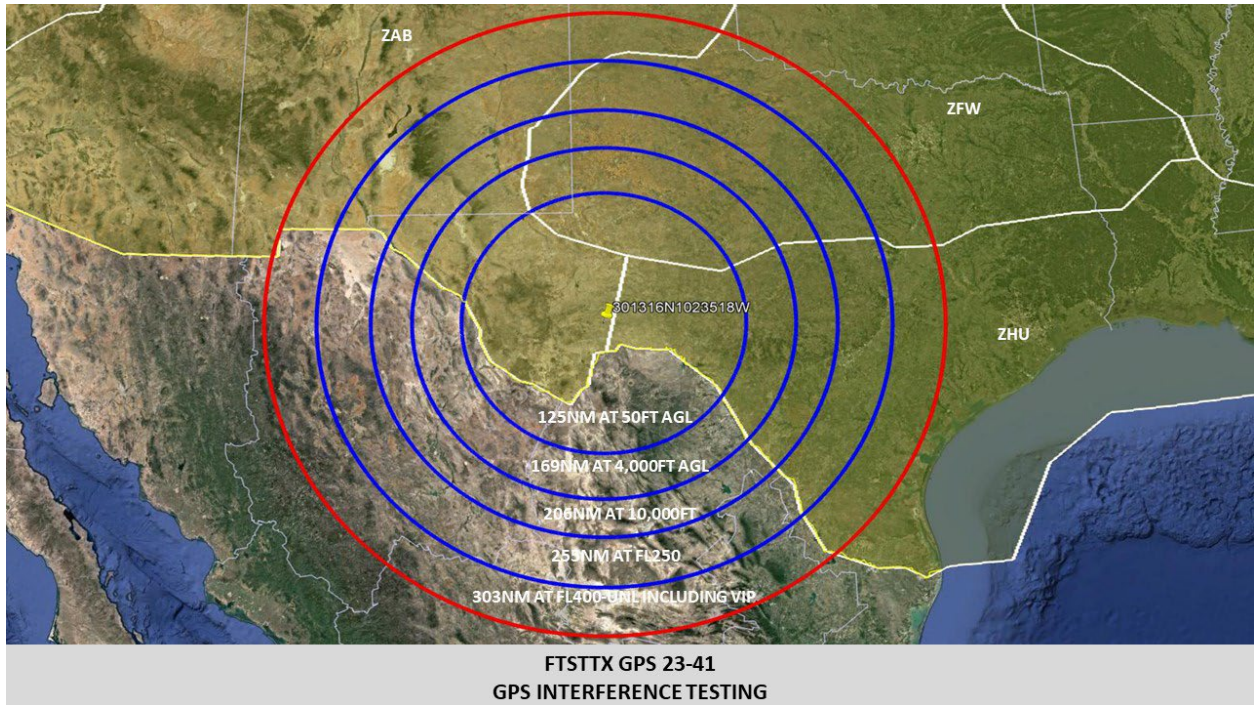 ZAB
ZFW
301316N1023518W
ZHU
125NM AT 50FT AGL
169NM AT 4,000FT AGL
206NM AT 10,000FT
255NM AT FL250
303NM AT FL400-UNL INCLUDING VIP
FTSTTX GPS 23-41
GPS INTERFERENCE TESTING